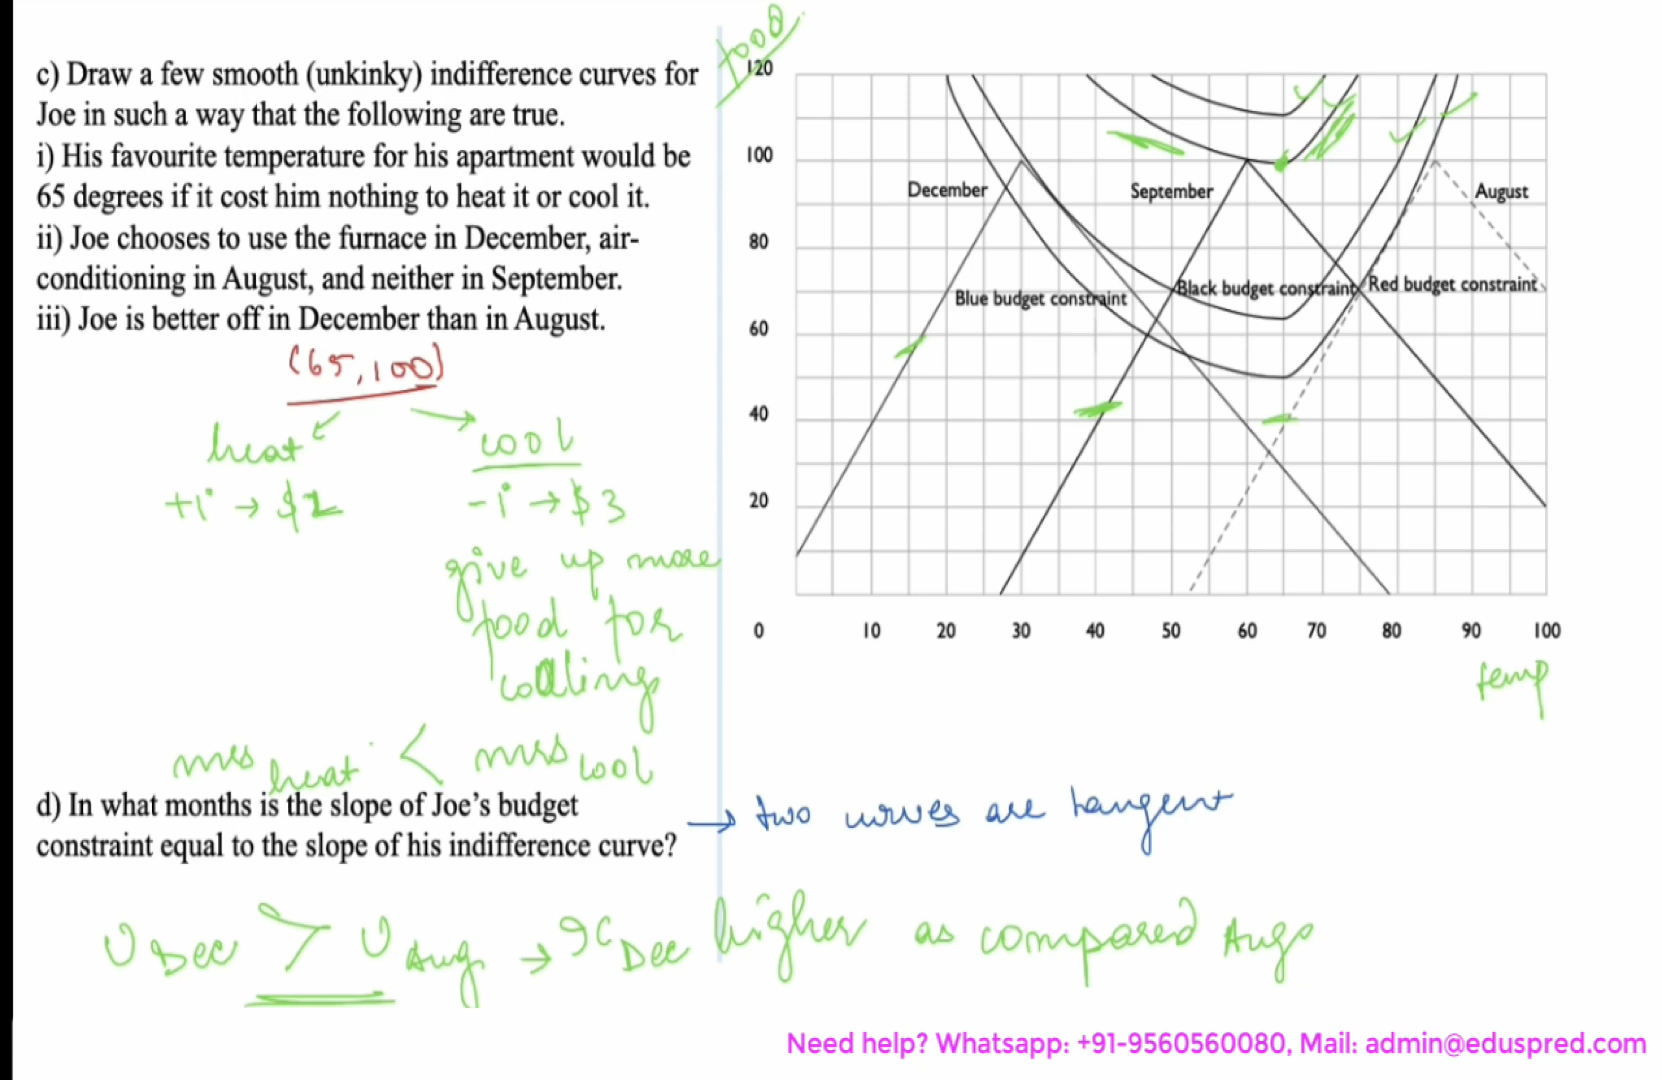 food
c) Draw a few smooth (unkinky) indifference curves for
Joe in such a way that the following are true.
i) His favourite temperature for his apartment would be
65 degrees if it cost him nothing to heat it or cool it.
ii) Joe chooses to use the furnace in December, air-
conditioning in August, and neither in September.
iii) Joe is better off in December than in August.
(65,100)
heat cool
+1° → $2 -1° → $3
give up more
food for
cooling
mrs heat < mrs cool
120
100
80
60
40
20
0 10 20 30 40 50 60 70 80 90 100
December September August
Blue budget constraint Black budget constraint Red budget constraint
temp
d) In what months is the slope of Joe's budget
constraint equal to the slope of his indifference curve?
→ two curves are tangent
U Dec > U Aug → IC Dec higher as compared Aug
Need help? Whatsapp: +91-9560560080, Mail: admin@eduspred.com